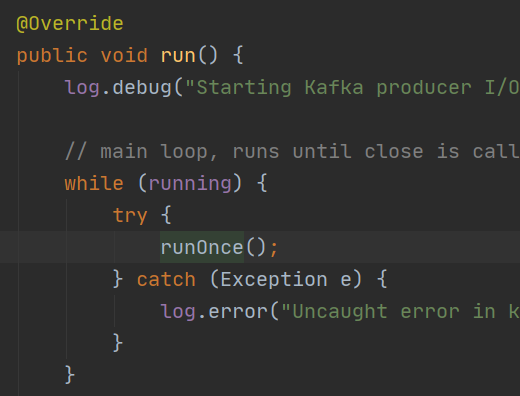 @Override
public void run() {
log.debug("Starting Kafka producer I/O
// main loop, runs until close is call
while (running) {
try {
runOnce();
} catch (Exception e) {
log.error("Uncaught error in k
}
}